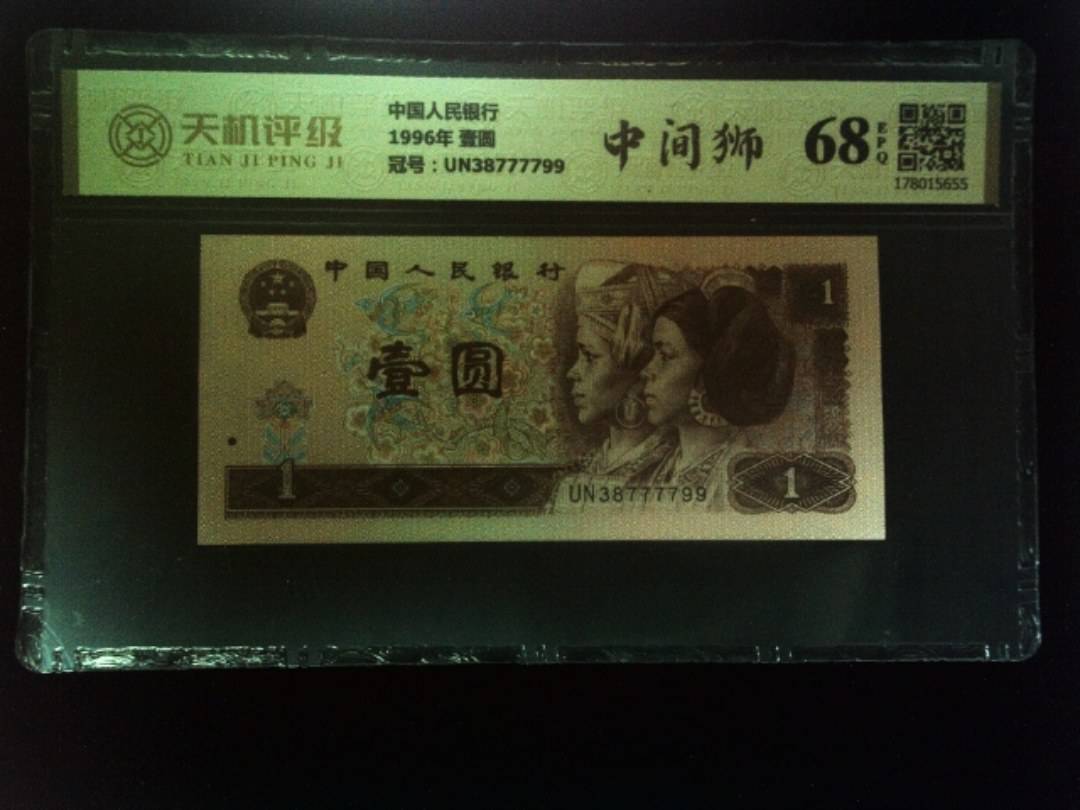 天机评级
TIAN JI PING JI
中国人民银行
1996年 壹圆
冠号：UN38777799
中间狮
68
EPQ
178015655
中国人民银行
1
壹圆
1
UN38777799
1